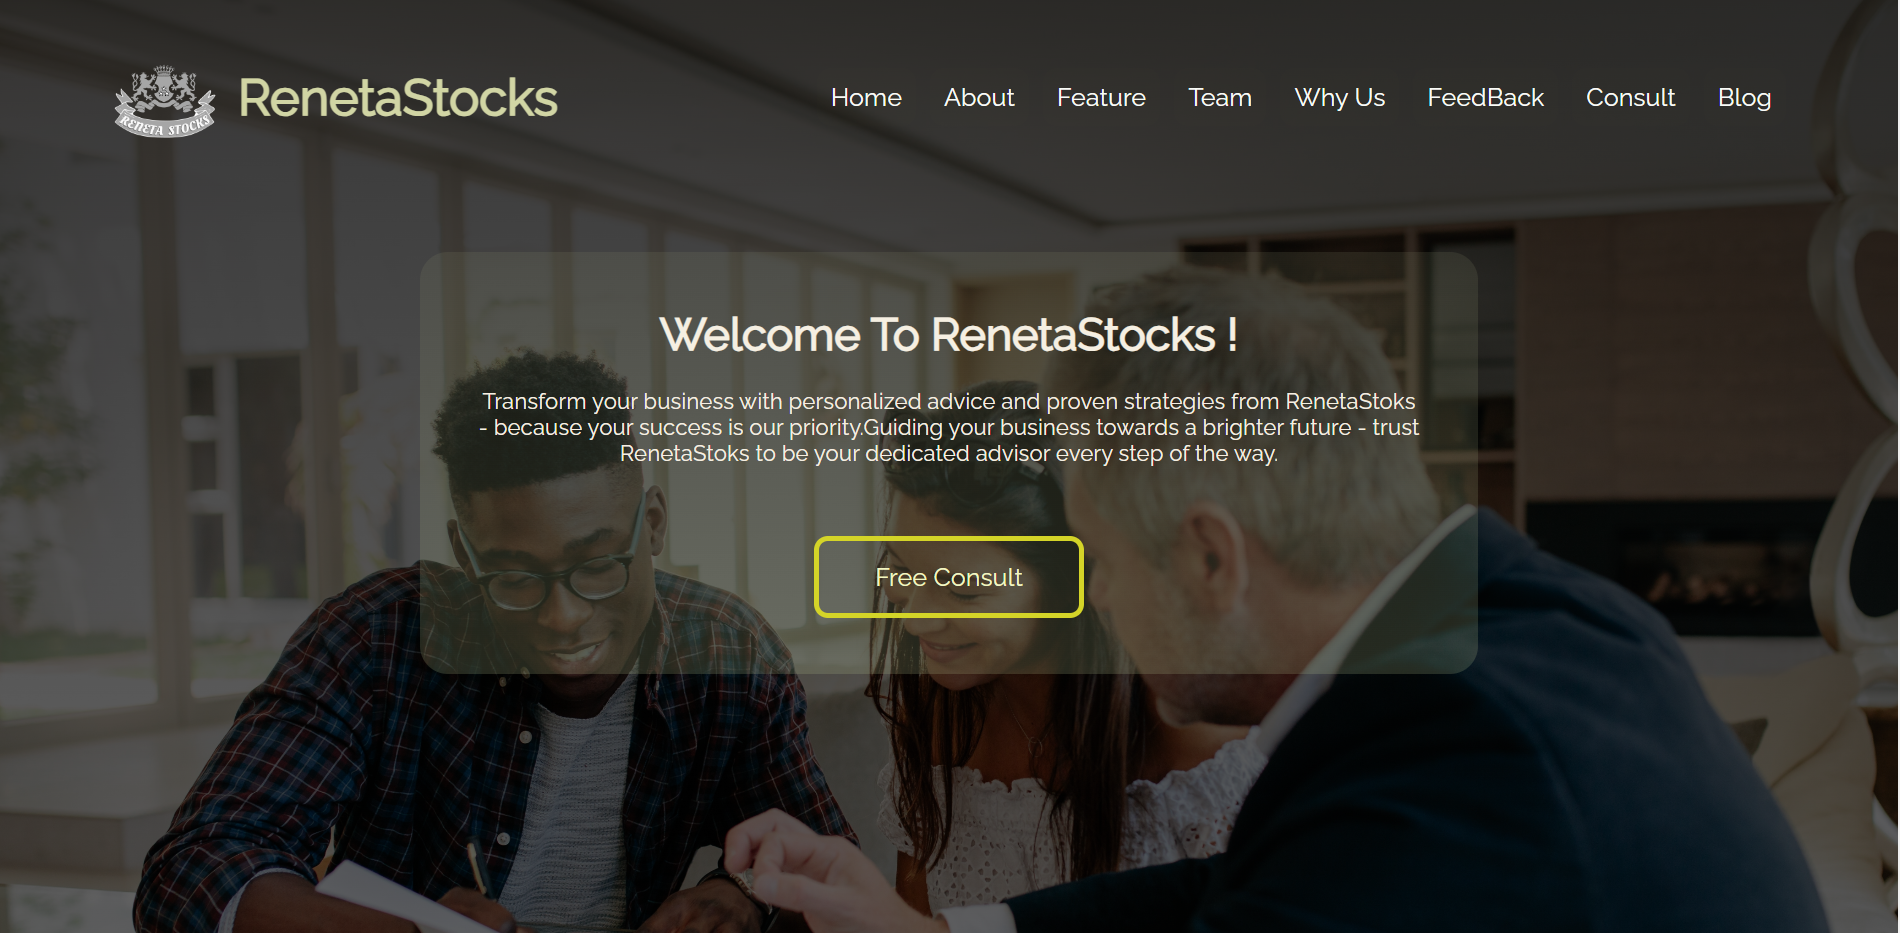 RENETA STOCKS
RenetaStocks
Home About Feature Team Why Us FeedBack Consult Blog
Welcome To RenetaStocks !
Transform your business with personalized advice and proven strategies from RenetaStoks
- because your success is our priority.Guiding your business towards a brighter future - trust
RenetaStoks to be your dedicated advisor every step of the way.
Free Consult